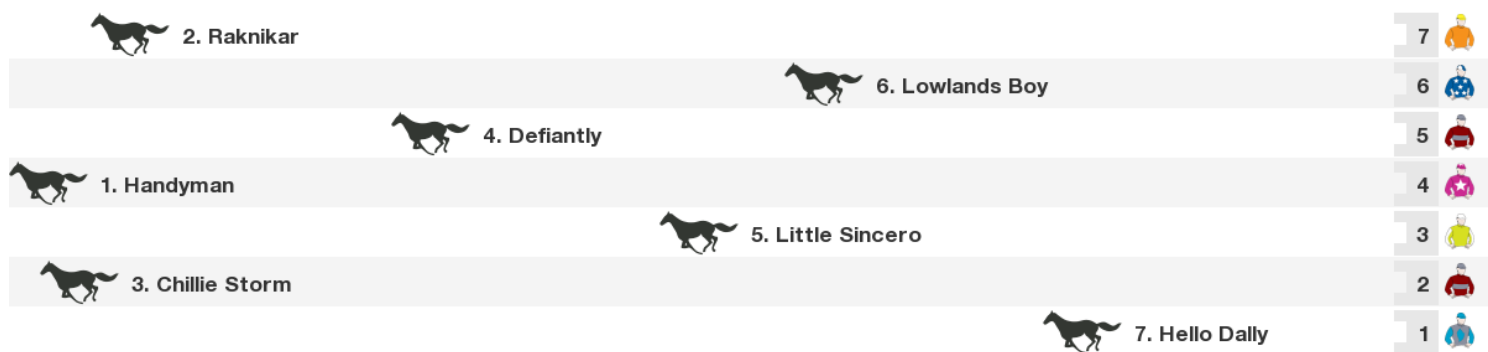 2. Raknikar 7
6. Lowlands Boy 6
4. Defiantly 5
1. Handyman 4
5. Little Sincero 3
3. Chillie Storm 2
7. Hello Dally 1